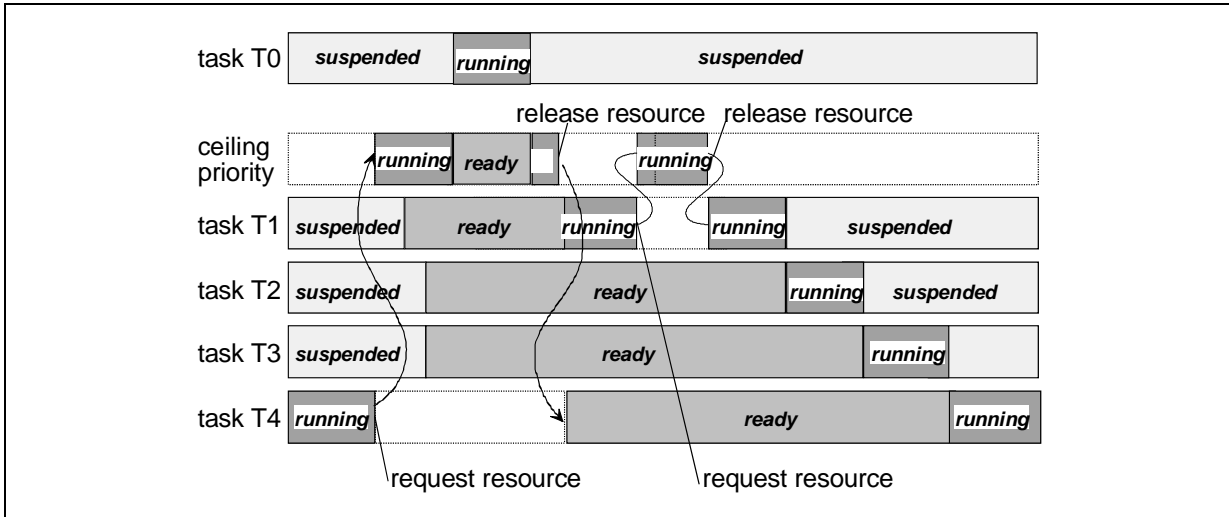 task T0 suspended running suspended
release resource release resource
ceiling priority running ready running
task T1 suspended ready running running suspended
task T2 suspended ready running suspended
task T3 suspended ready running
task T4 running ready running
request resource request resource